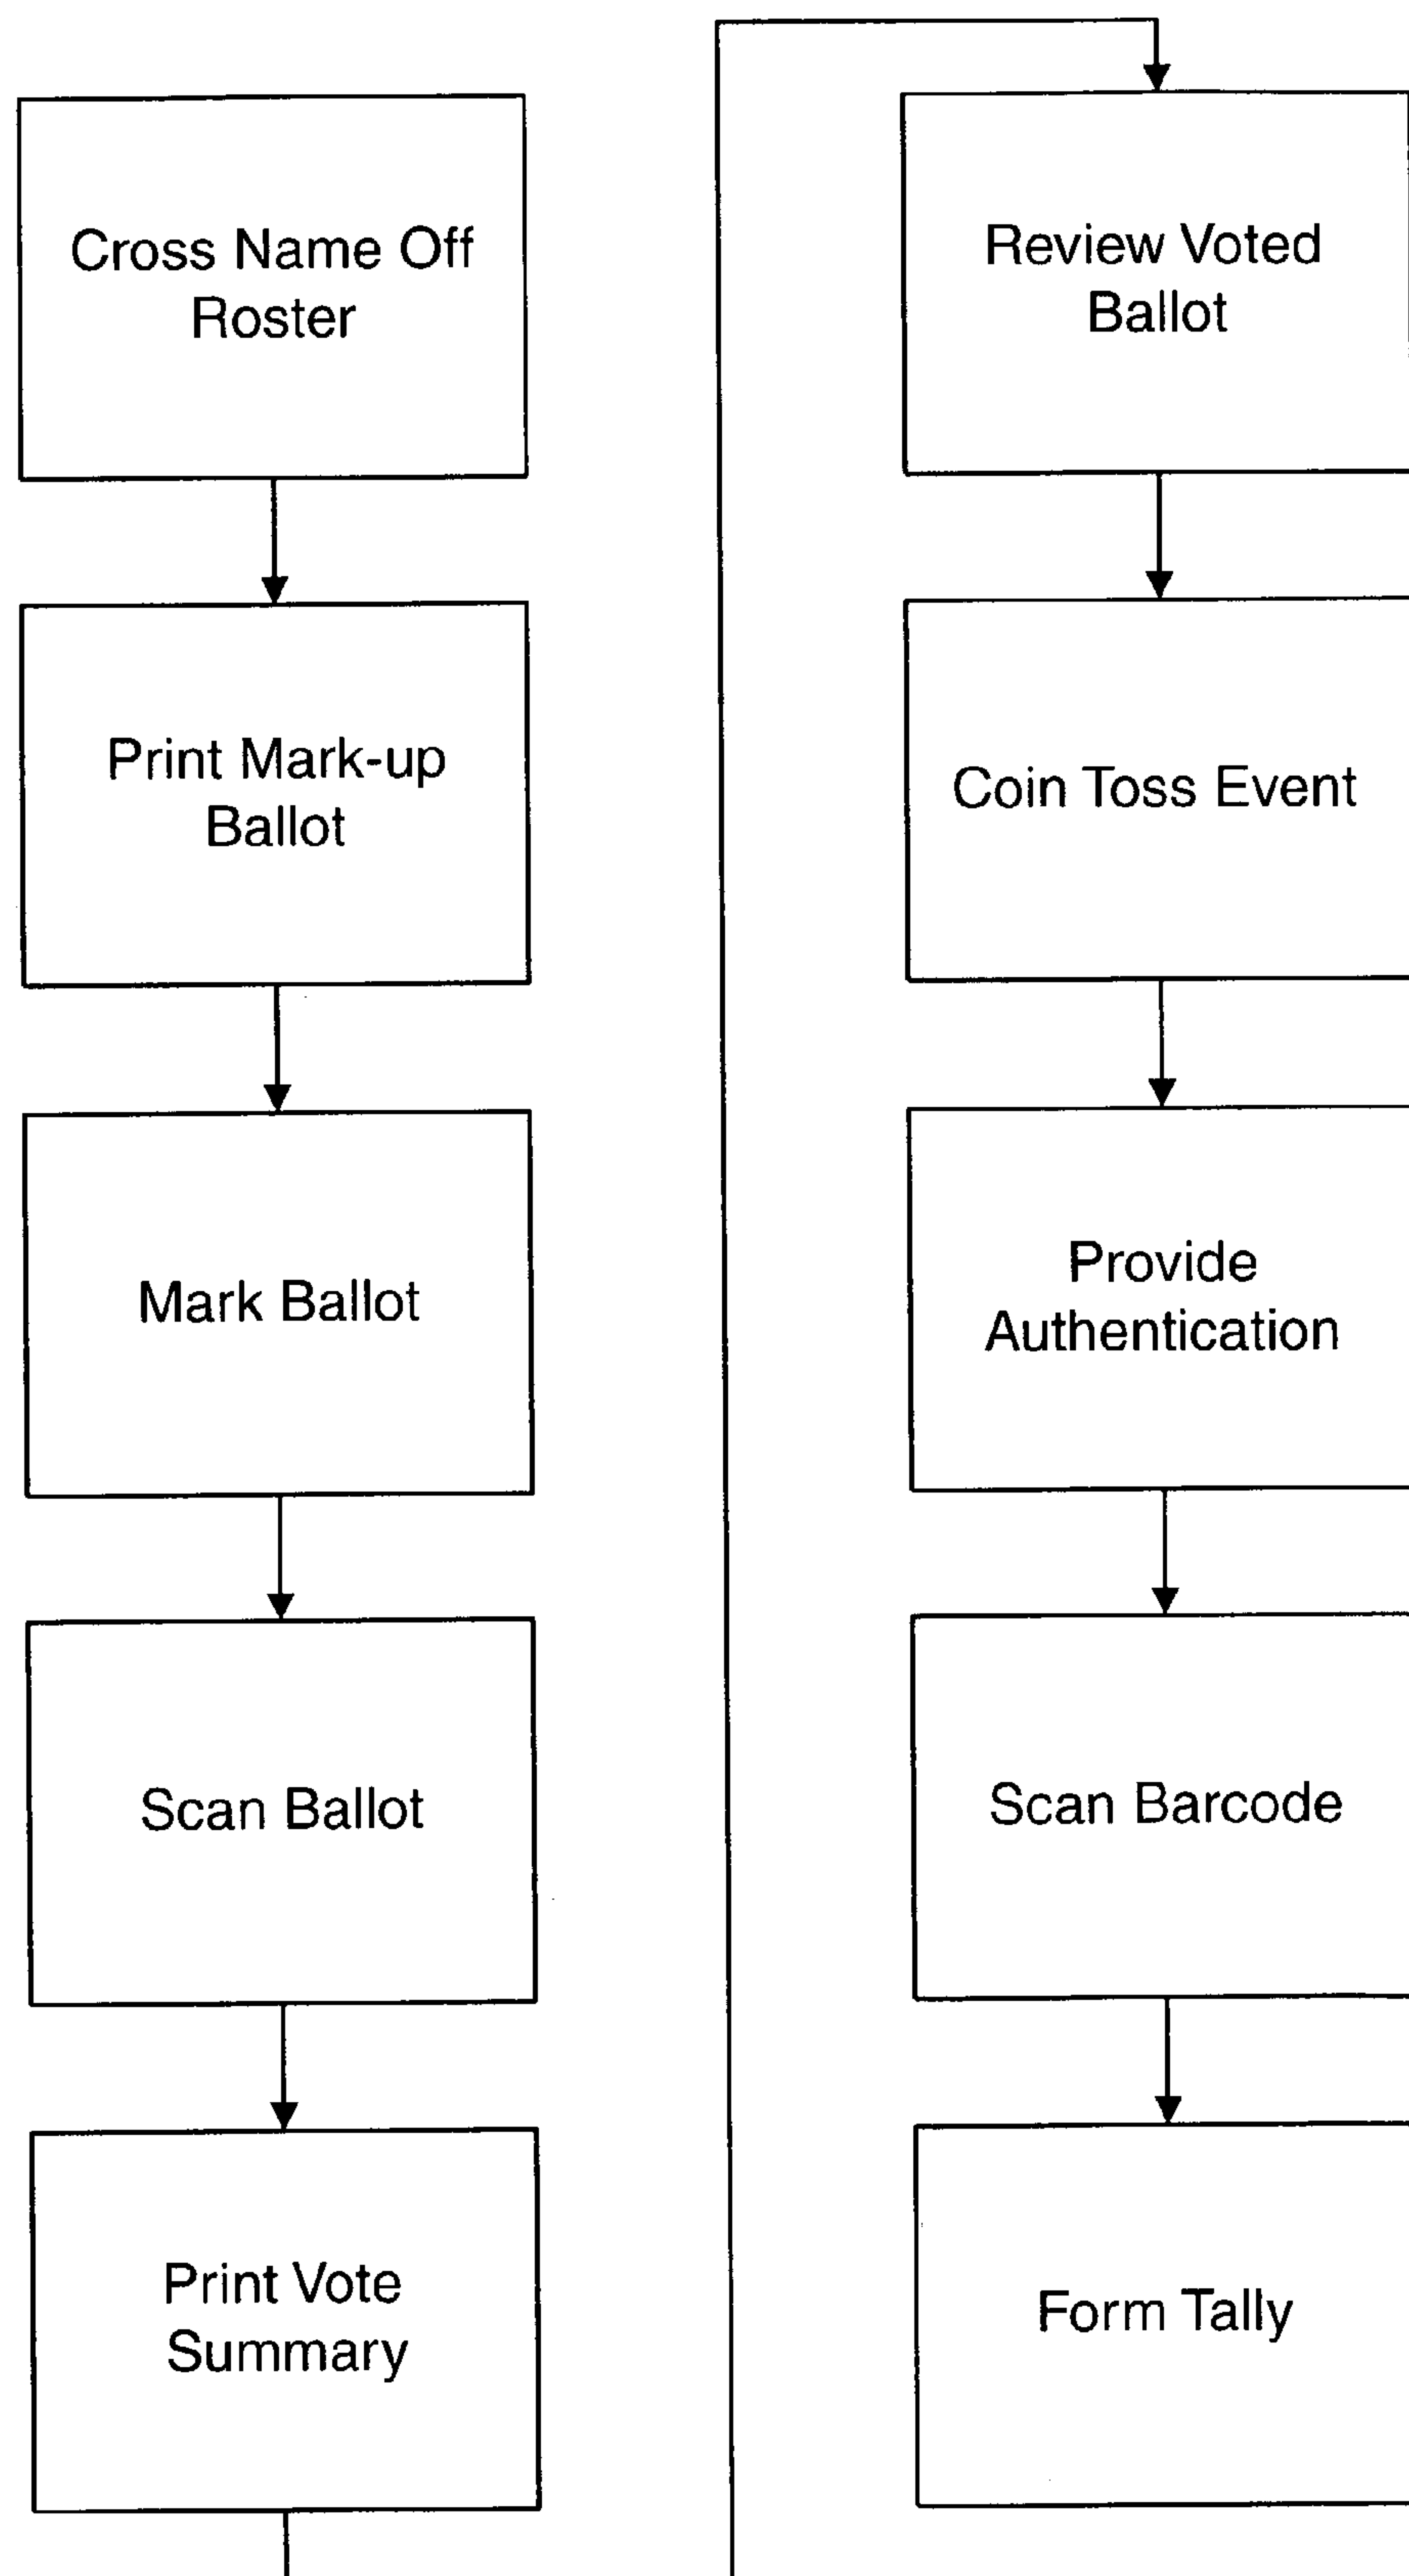 Cross Name Off
Roster
Print Mark-up
Ballot
Mark Ballot
Scan Ballot
Print Vote
Summary
Review Voted
Ballot
Coin Toss Event
Provide
Authentication
Scan Barcode
Form Tally